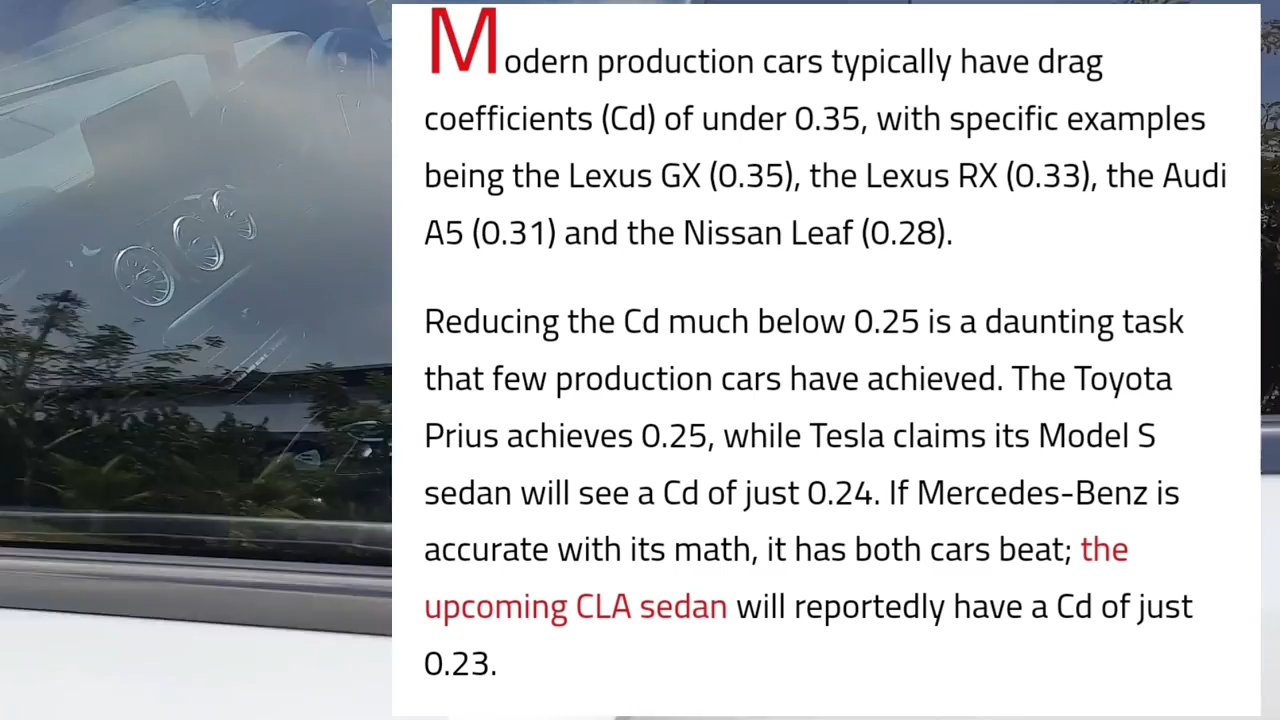 Modern production cars typically have drag
coefficients (Cd) of under 0.35, with specific examples
being the Lexus GX (0.35), the Lexus RX (0.33), the Audi
A5 (0.31) and the Nissan Leaf (0.28).
Reducing the Cd much below 0.25 is a daunting task
that few production cars have achieved. The Toyota
Prius achieves 0.25, while Tesla claims its Model S
sedan will see a Cd of just 0.24. If Mercedes-Benz is
accurate with its math, it has both cars beat; the
upcoming CLA sedan will reportedly have a Cd of just
0.23.